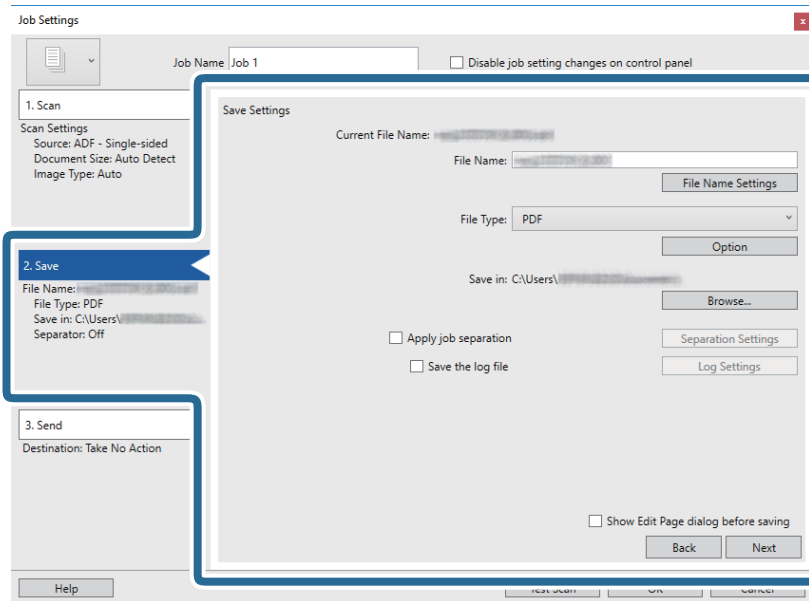 Job Settings
x
Job Name Job 1
Disable job setting changes on control panel
1. Scan
Scan Settings
Source: ADF - Single-sided
Document Size: Auto Detect
Image Type: Auto
2. Save
File Name:
File Type: PDF
Save in: C:\Users\
Separator: Off
3. Send
Destination: Take No Action
Save Settings
Current File Name:
File Name:
File Name Settings
File Type: PDF
Option
Save in: C:\Users\
Browse...
Apply job separation
Separation Settings
Save the log file
Log Settings
Show Edit Page dialog before saving
Back Next
Help
Test Scan OK Cancel